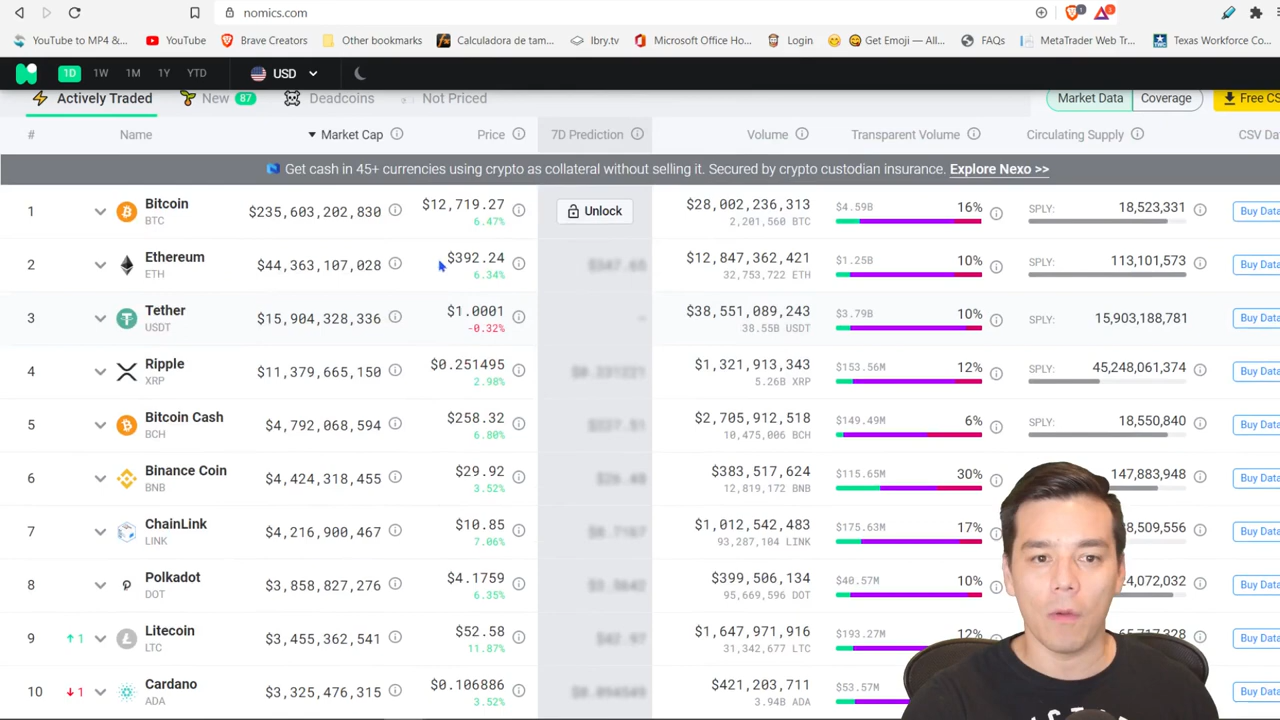 nomics.com
1
3
YouTube to MP4 &... YouTube Brave Creators Other bookmarks Calculadora de tam... lbry.tv Microsoft Office Ho... Login Get Emoji — All... FAQs MetaTrader Web Tr... Texas Workforce Co...
1D 1W 1M 1Y YTD USD
Actively Traded New 87 Deadcoins Not Priced Market Data Coverage Free CS
# Name Market Cap Price 7D Prediction Volume Transparent Volume Circulating Supply CSV Dat
Get cash in 45+ currencies using crypto as collateral without selling it. Secured by crypto custodian insurance. Explore Nexo >>
1 Bitcoin $235,603,202,830 $12,719.27 Unlock $28,002,236,313 $4.59B 16% SPLY: 18,523,331 Buy Data
BTC 6.47% 2,201,560 BTC
2 Ethereum $44,363,107,028 $392.24 $12,847,362,421 $1.25B 10% SPLY: 113,101,573 Buy Data
ETH 6.34% 32,753,722 ETH
3 Tether $15,904,328,336 $1.0001 – $38,551,089,243 $3.79B 10% SPLY: 15,903,188,781 Buy Data
USDT -0.32% 38.55B USDT
4 Ripple $11,379,665,150 $0.251495 $1,321,913,343 $153.56M 12% SPLY: 45,248,061,374 Buy Data
XRP 2.98% 5.26B XRP
5 Bitcoin Cash $4,792,068,594 $258.32 $2,705,912,518 $149.49M 6% SPLY: 18,550,840 Buy Data
BCH 6.80% 10,475,006 BCH
6 Binance Coin $4,424,318,455 $29.92 $383,517,624 $115.65M 30% 147,883,948 Buy Data
BNB 3.52% 12,819,172 BNB
7 ChainLink $4,216,900,467 $10.85 $1,012,542,483 $175.63M 17% 8,509,556 Buy Data
LINK 7.06% 93,287,104 LINK
8 Polkadot $3,858,827,276 $4.1759 $399,506,134 $40.57M 10% 4,072,032 Buy Data
DOT 6.35% 95,669,596 DOT
9 1 Litecoin $3,455,362,541 $52.58 $1,647,971,916 $193.27M 12% Buy Data
LTC 11.87% 31,342,677 LTC
10 1 Cardano $3,325,476,315 $0.106886 $421,203,711 $53.57M Buy Data
ADA 3.52% 3.94B ADA